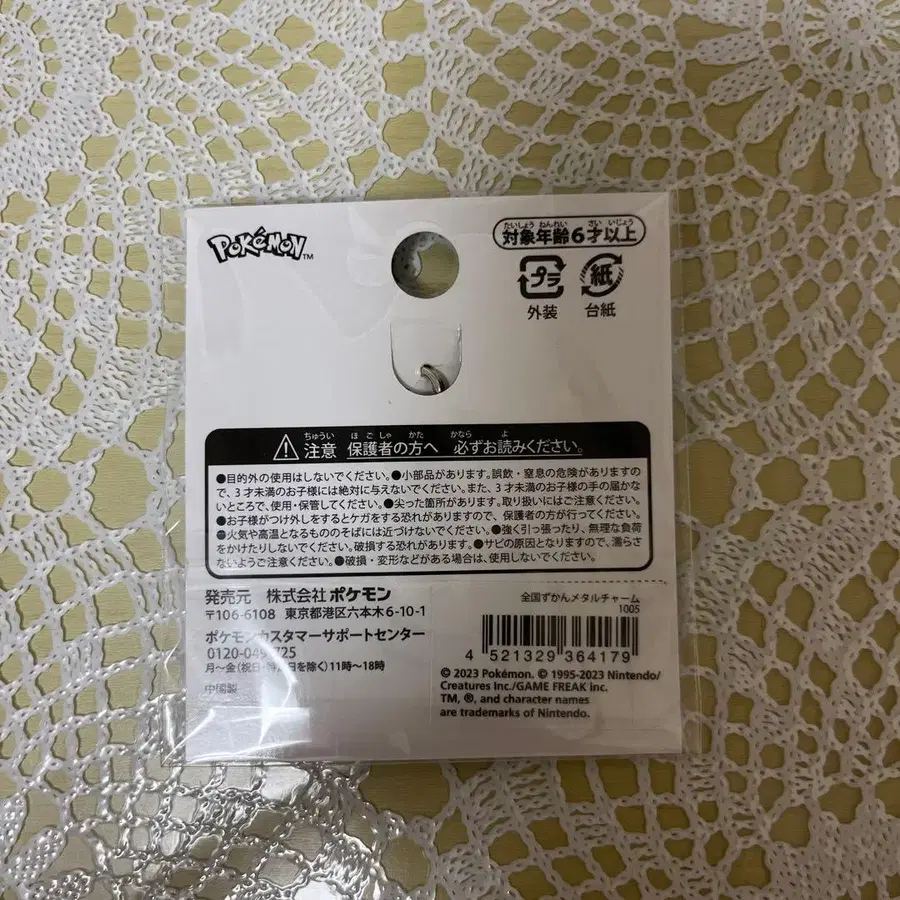 POKéMON™
たいしょう ねんれい さい いじょう
対象年齢6才以上
プラ
紙
外装
台紙
ちゅうい ほごしゃ かた かなら よ
注意 保護者の方へ 必ずお読みください。
●目的外の使用はしないでください。●小部品があります。誤飲・窒息の危険がありますの
で、3才未満のお子様には絶対に与えないでください。また、3才未満のお子様の手の届かな
いところで、使用・保管してください。●尖った箇所があります。取り扱いにはご注意ください。
●お子様がつけ外しをするとケガをする恐れがありますので、保護者の方が行ってください。
●火気や高温となるもののそばには近づけないでください。●強く引っ張ったり、無理な負荷
をかけたりしないでください。破損する恐れがあります。●サビの原因となりますので、濡らさな
いようご注意ください。●破損・変形などがある場合は、使用しないでください。
発売元 株式会社ポケモン
〒106-6108 東京都港区六本木6-10-1
ポケモンカスタマーサポートセンター
0120-049-725
月〜金(祝日・特定日を除く)11時〜18時
中国製
全国ずかんメタルチャーム
1005
4 521329 364179
© 2023 Pokémon. © 1995-2023 Nintendo/
Creatures Inc./GAME FREAK inc.
TM, ®, and character names
are trademarks of Nintendo.